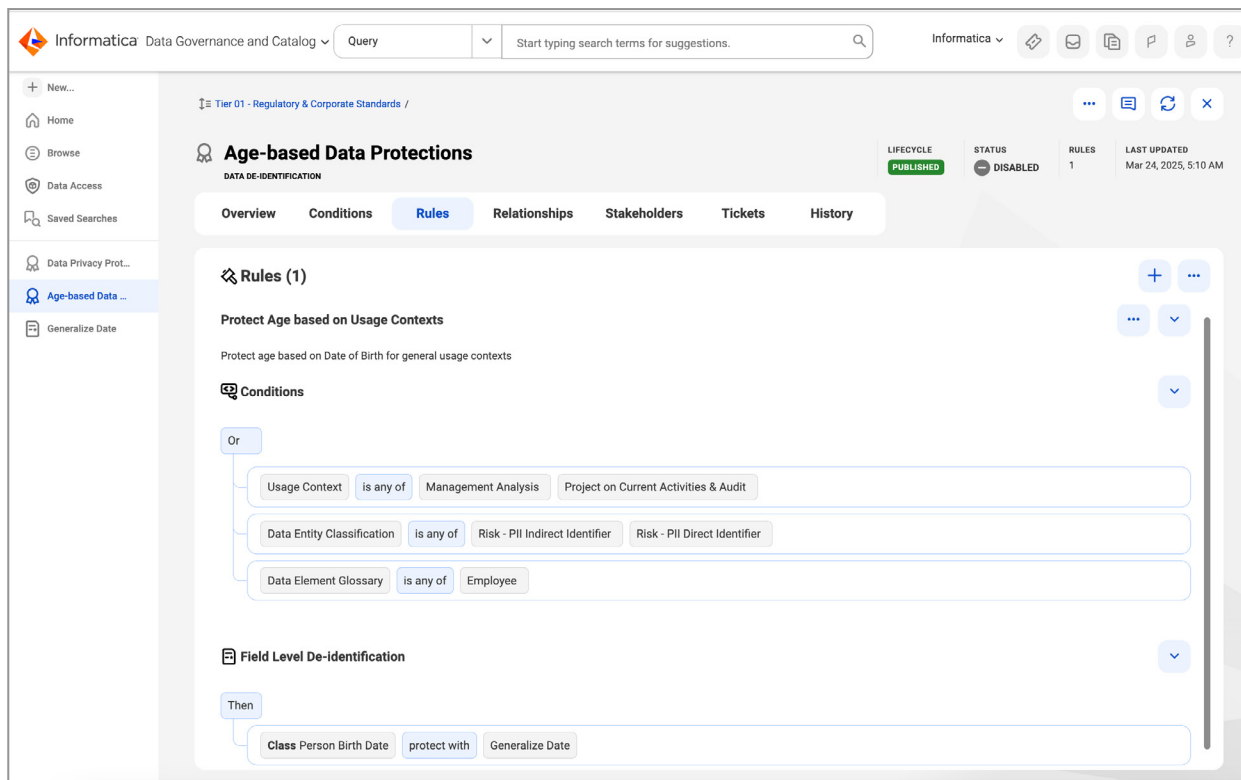 Informatica Data Governance and Catalog Query Start typing search terms for suggestions. Informatica ?
New...
Home
Browse
Data Access
Saved Searches
Data Privacy Prot...
Age-based Data ...
Generalize Date
Tier 01 - Regulatory & Corporate Standards /
Age-based Data Protections
DATA DE-IDENTIFICATION
LIFECYCLE STATUS RULES LAST UPDATED
PUBLISHED DISABLED 1 Mar 24, 2025, 5:10 AM
Overview Conditions Rules Relationships Stakeholders Tickets History
Rules (1)
Protect Age based on Usage Contexts
Protect age based on Date of Birth for general usage contexts
Conditions
Or
Usage Context is any of Management Analysis Project on Current Activities & Audit
Data Entity Classification is any of Risk - PII Indirect Identifier Risk - PII Direct Identifier
Data Element Glossary is any of Employee
Field Level De-identification
Then
Class Person Birth Date protect with Generalize Date